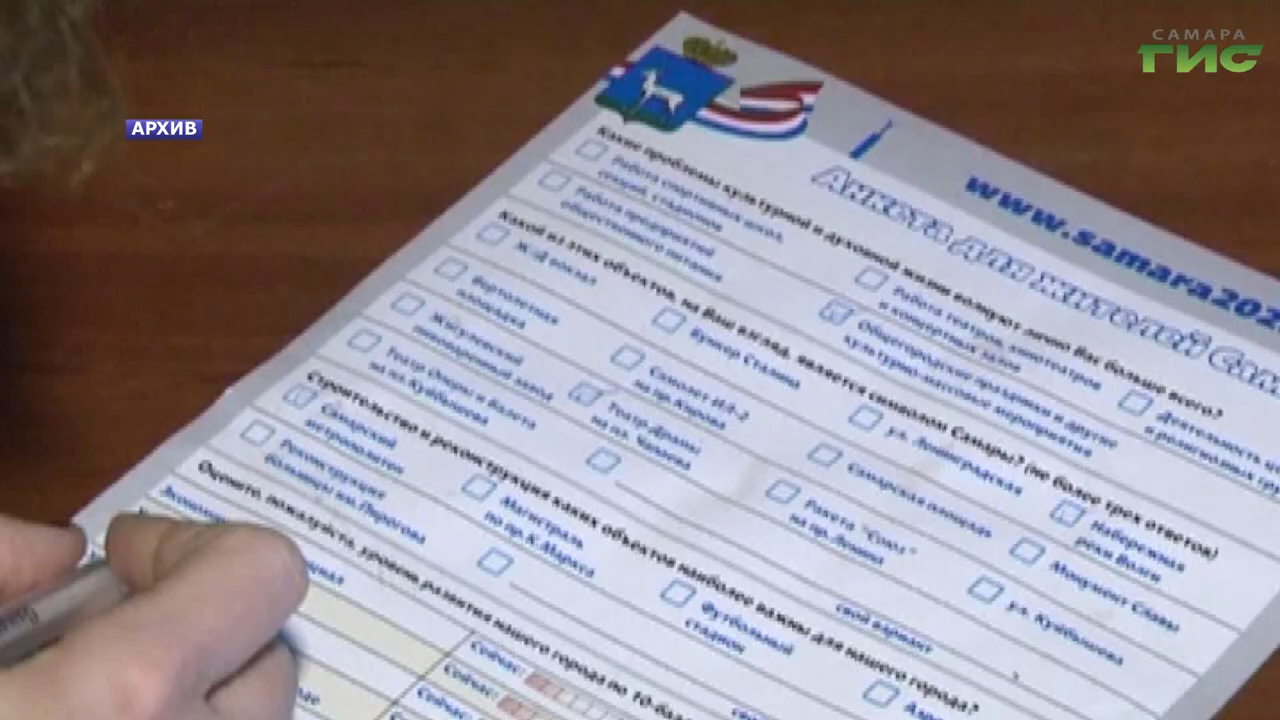 САМАРА
ГИС
АРХИВ
www.samara202
Анкета для жителей Сам
Какие проблемы культурной и духовной жизни волнуют лично Вас больше всего?
Работа спортивных школ,
секций, стадионов
Работа театров, кинотеатров
и концертных залов
Деятельность
и религиозных
Работа предприятий
общественного питания
Общегородские праздники и другие
культурно-массовые мероприятия
Какой из этих объектов, на Ваш взгляд, является символом Самары? (не более трех ответов)
Ж/Д вокзал
Бункер Сталина
ул. Ленинградская
Набережная
реки Волги
Вертолетная
площадка
Самолет ИЛ-2
на пр. Кирова
Самарская площадь
Монумент Славы
Жигулевский
пивоваренный завод
Театр Драмы
на пл. Чапаева
Ракета "Союз"
на пр. Ленина
ул. Куйбышева
Театр Оперы и Балета
на пл. Куйбышева
свой вариант
Строительство и реконструкция каких объектов наиболее важны для нашего города?
Самарский
метрополитен
Магистраль
по пр. К. Маркса
Футбольный
стадион
Реконструкция
больницы им. Пирогова
Оцените, пожалуйста, уровень развития нашего города по 10-бал
Эконом
Сейчас:
Сейчас:
Сейчас: